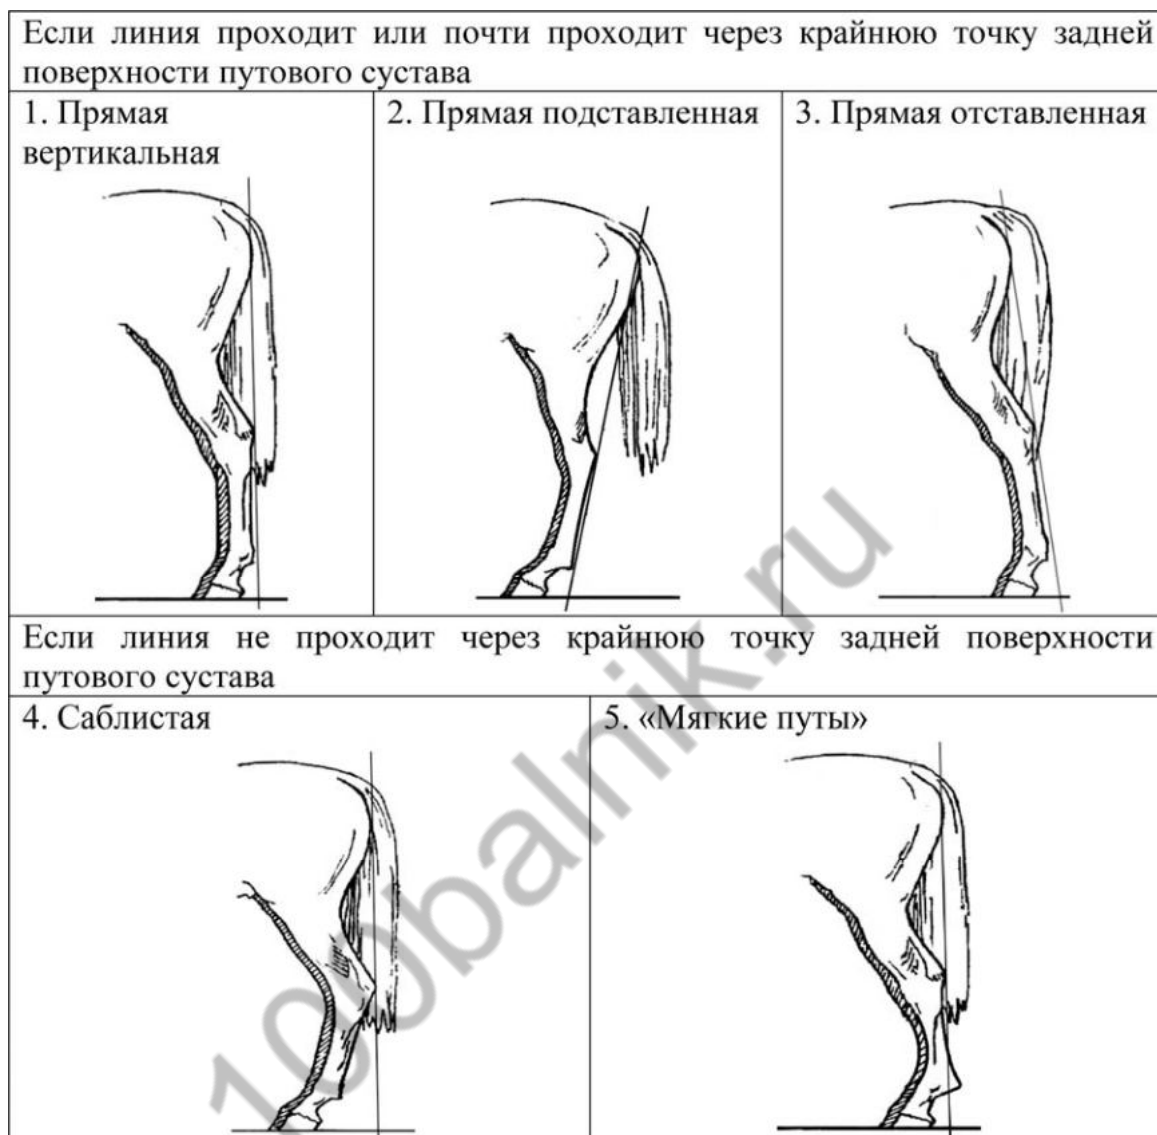 Если линия проходит или почти проходит через крайнюю точку задней
поверхности путового сустава
1. Прямая
вертикальная
2. Прямая подставленная
3. Прямая отставленная
Если линия не проходит через крайнюю точку задней поверхности
путового сустава
4. Саблистая
5. «Мягкие путы»
100balnik.ru